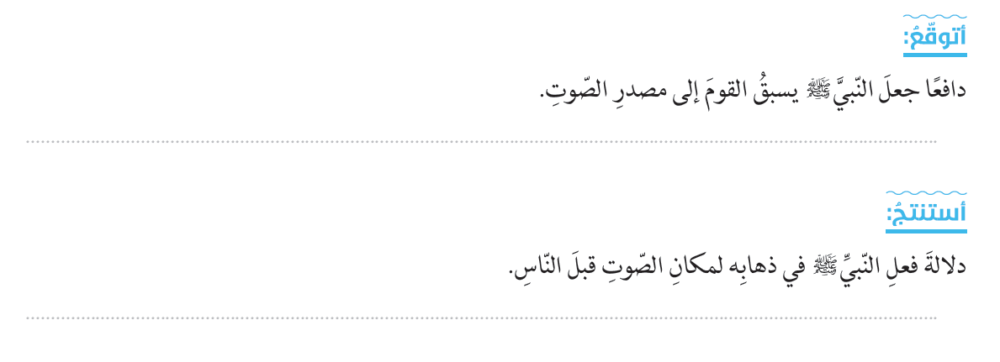 أتوقّعُ:
دافعًا جعلَ النّبيَّ ﷺ يسبقُ القومَ إلى مصدرِ الصّوتِ.
أستنتجُ:
دلالةَ فعلِ النّبيِّ ﷺ في ذهابِه لمكانِ الصّوتِ قبلَ النّاسِ.